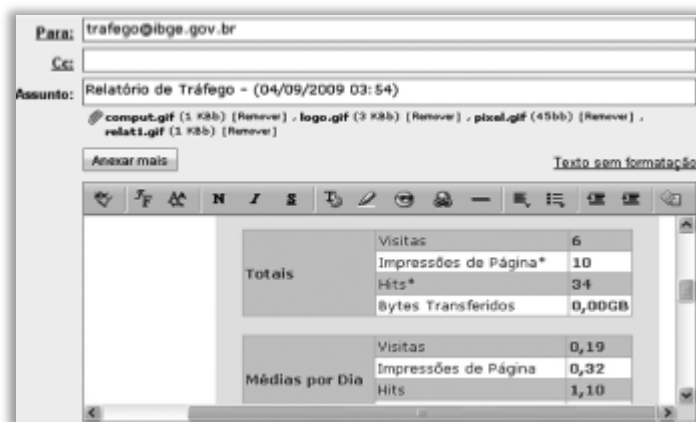 Para: trafego@ibge.gov.br
Cc:
Assunto: Relatório de Tráfego - (04/09/2009 03:54)
comput.gif (1 KBb) [Remover] , logo.gif (3 KBb) [Remover] , pixel.gif (45bb) [Remover] ,
relat1.gif (1 KBb) [Remover]
Anexar mais Texto sem formatação
N I S
Totais
Visitas 6
Impressões de Página* 10
Hits* 34
Bytes Transferidos 0,00GB
Médias por Dia
Visitas 0,19
Impressões de Página 0,32
Hits 1,10